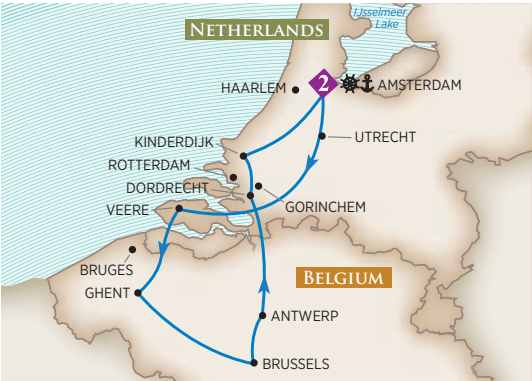 IJsselmeer
Lake
NETHERLANDS
HAARLEM
2
AMSTERDAM
UTRECHT
KINDERDIJK
ROTTERDAM
DORDRECHT
GORINCHEM
VEERE
BRUGES
GHENT
BELGIUM
ANTWERP
BRUSSELS